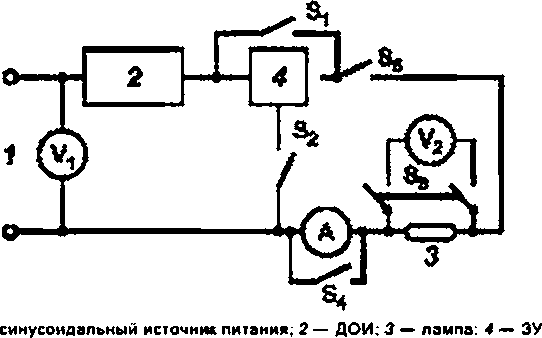 S1
S5
2
4
S2
1
V1
V2
S3
A
3
S4
синусоидальный источник питания; 2 — ДОИ; 3 — лампа; 4 — ЗУ